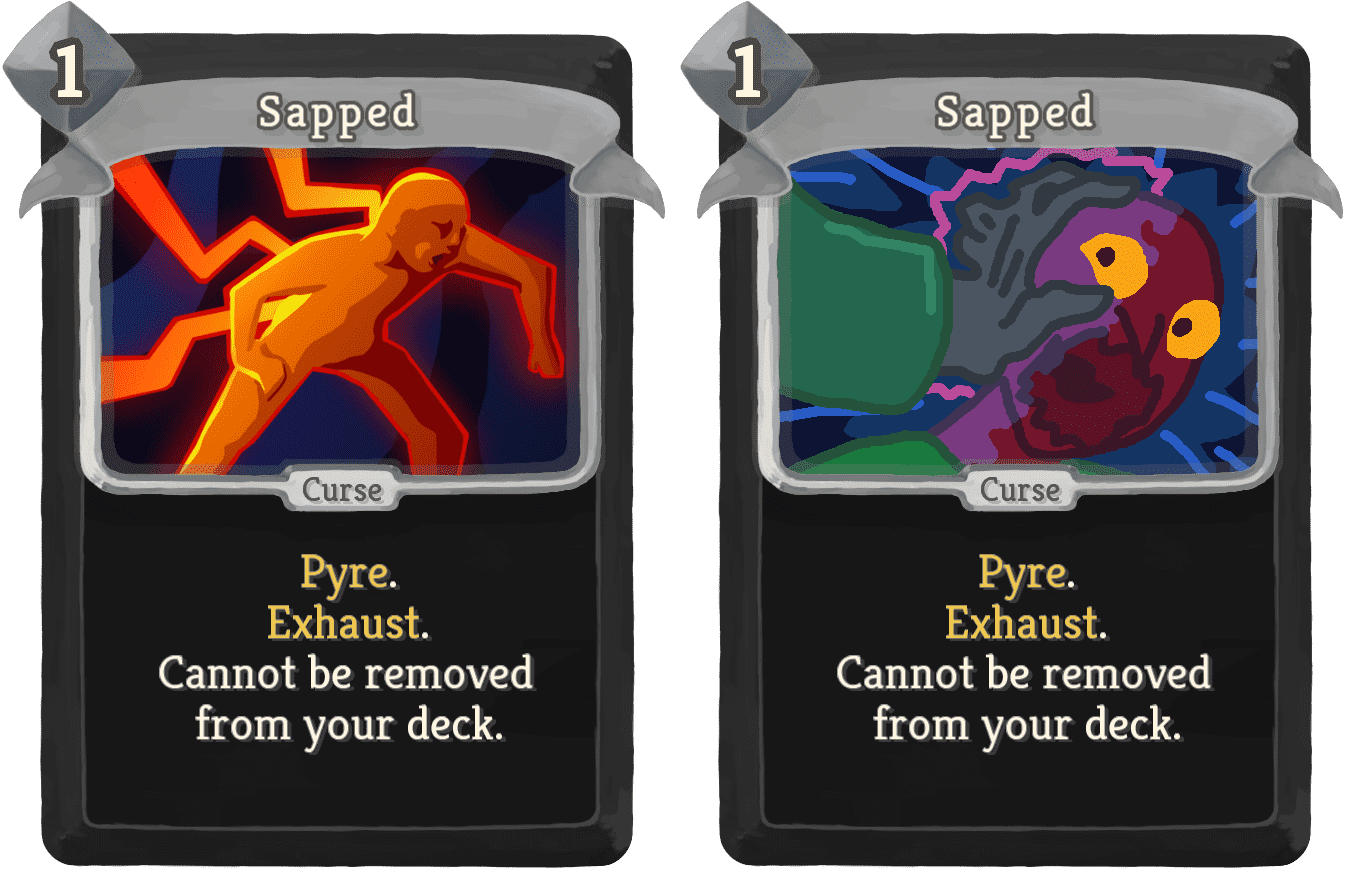 1
Sapped
Curse
Pyre.
Exhaust.
Cannot be removed
from your deck.
1
Sapped
Curse
Pyre.
Exhaust.
Cannot be removed
from your deck.